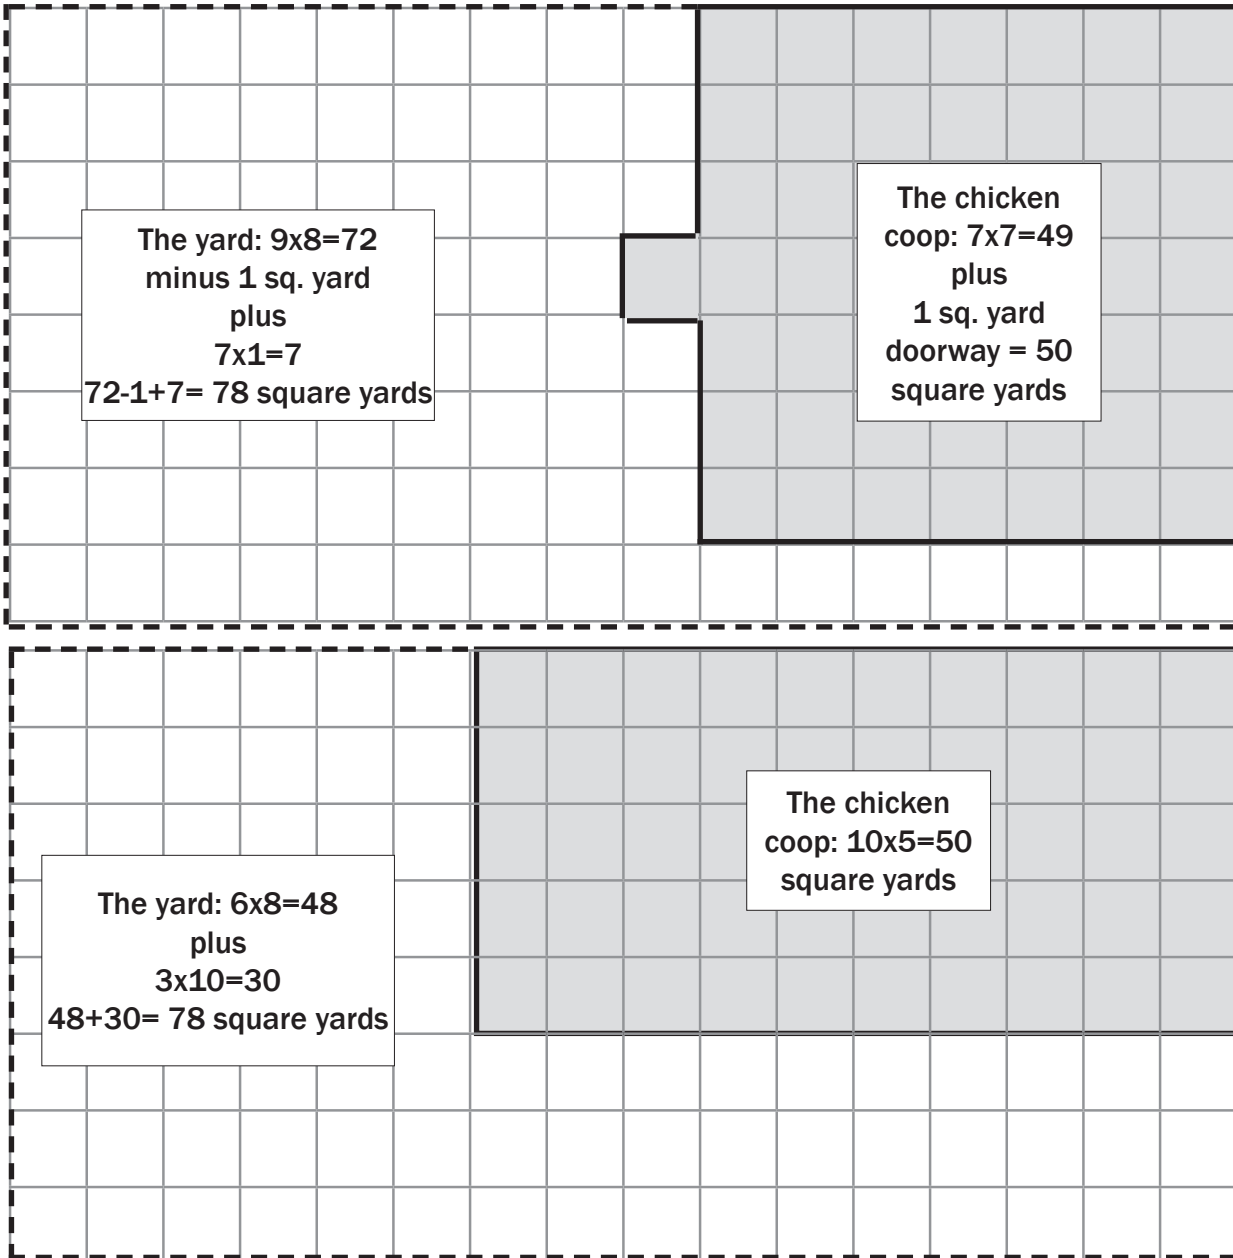 The yard: 9x8=72
minus 1 sq. yard
plus
7x1=7
72-1+7= 78 square yards
The chicken
coop: 7x7=49
plus
1 sq. yard
doorway = 50
square yards
The chicken
coop: 10x5=50
square yards
The yard: 6x8=48
plus
3x10=30
48+30= 78 square yards